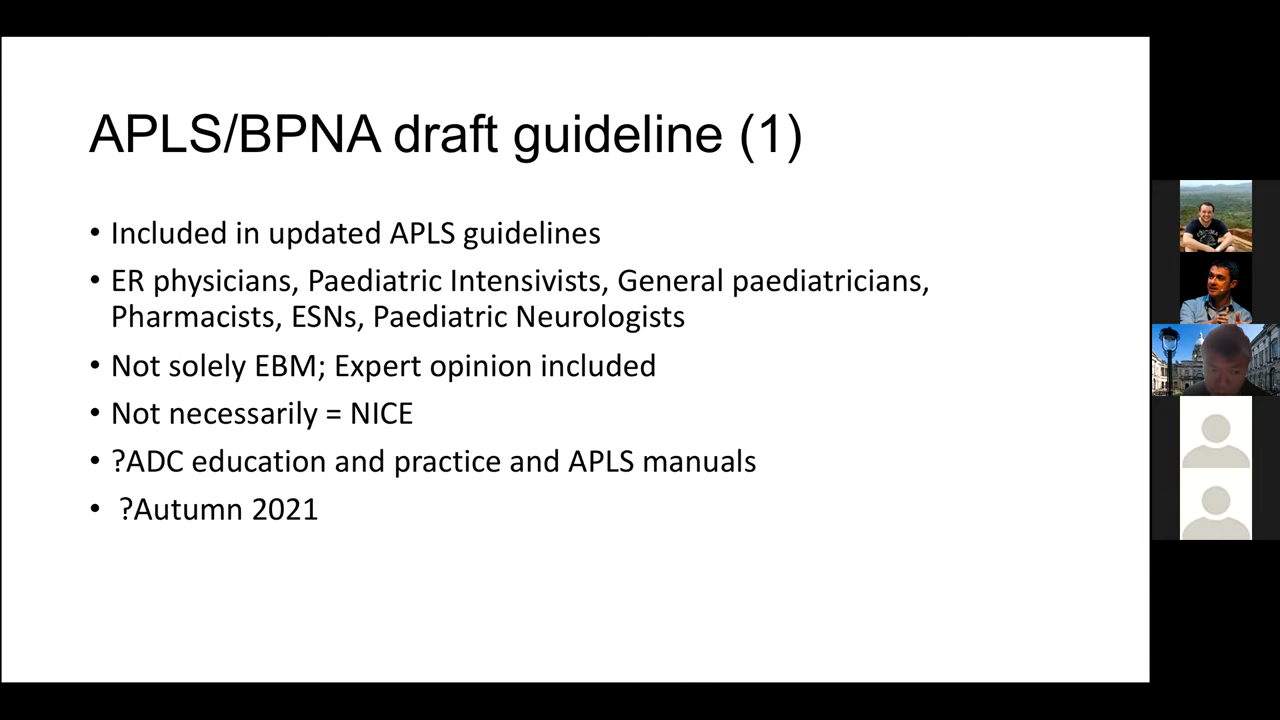 APLS/BPNA draft guideline (1)
• Included in updated APLS guidelines
• ER physicians, Paediatric Intensivists, General paediatricians,
Pharmacists, ESNs, Paediatric Neurologists
• Not solely EBM; Expert opinion included
• Not necessarily = NICE
• ?ADC education and practice and APLS manuals
• ?Autumn 2021